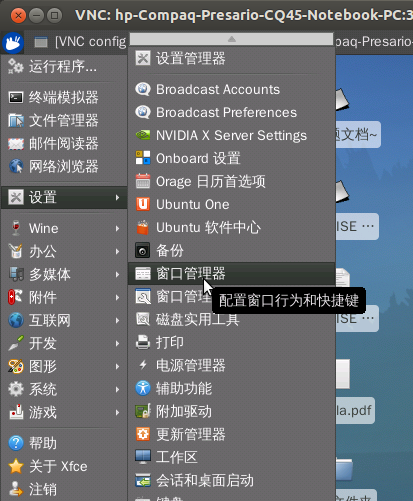 VNC: hp-Compaq-Presario-CQ45-Notebook-PC:3
[VNC config
paq-Presario-
运行程序...
终端模拟器
文件管理器
邮件阅读器
网络浏览器
设置
Wine
办公
多媒体
附件
互联网
开发
图形
系统
游戏
帮助
关于 Xfce
注销
设置管理器
Broadcast Accounts
Broadcast Preferences
NVIDIA X Server Settings
Onboard 设置
Orage 日历首选项
Ubuntu One
Ubuntu 软件中心
备份
窗口管理器
窗口管理
配置窗口行为和快捷键
磁盘实用工具
打印
电源管理器
辅助功能
附加驱动
更新管理器
工作区
会话和桌面启动
键盘
文档~
ISE ...
ISE ...
la.pdf
文件夹